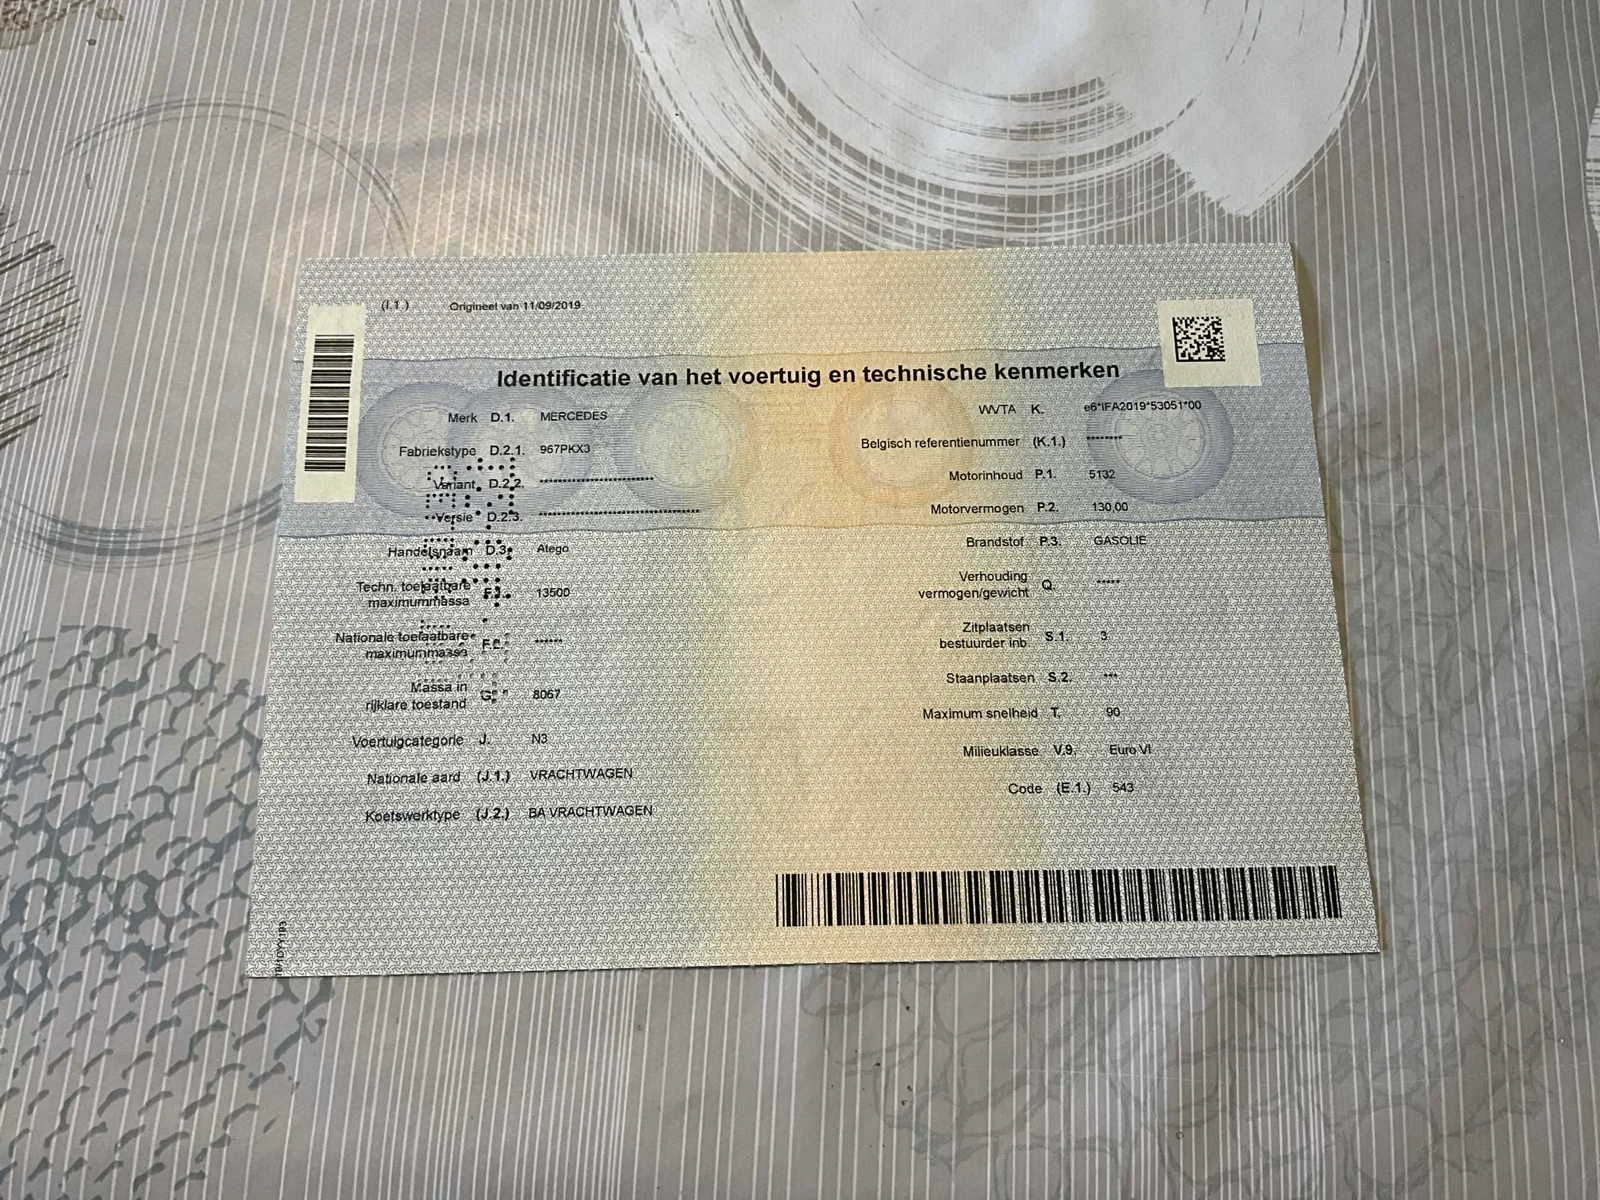 (I.1.) Origineel van 11/09/2019
Identificatie van het voertuig en technische kenmerken
Merk D.1. MERCEDES
Fabriekstype D.2.1. 967PKX3
Variant D.2.2. ********************
Versie D.2.3. ******************************
Handelsnaam D.3. Atego
Techn. toelaatbare
maximummassa F.1. 13500
Nationale toelaatbare
maximummassa F.2. ******
Massa in
rijklare toestand G. 8067
Voertuigcategorie J. N3
Nationale aard (J.1.) VRACHTWAGEN
Koetswerktype (J.2.) BA VRACHTWAGEN
WVTA K. e6*IFA2019*53051*00
Belgisch referentienummer (K.1.) ********
Motorinhoud P.1. 5132
Motorvermogen P.2. 130,00
Brandstof P.3. GASOLIE
Verhouding
vermogen/gewicht Q. *****
Zitplaatsen
bestuurder inb. S.1. 3
Staanplaatsen S.2. ***
Maximum snelheid T. 90
Milieuklasse V.9. Euro VI
Code (E.1.) 543